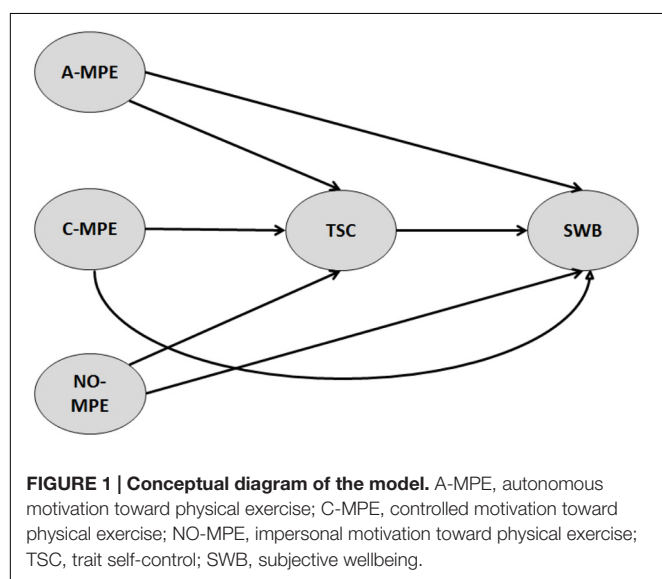 A-MPE
C-MPE
TSC
SWB
NO-
MPE
FIGURE 1 | Conceptual diagram of the model. A-MPE, autonomous
motivation toward physical exercise; C-MPE, controlled motivation toward
physical exercise; NO-MPE, impersonal motivation toward physical exercise;
TSC, trait self-control; SWB, subjective wellbeing.